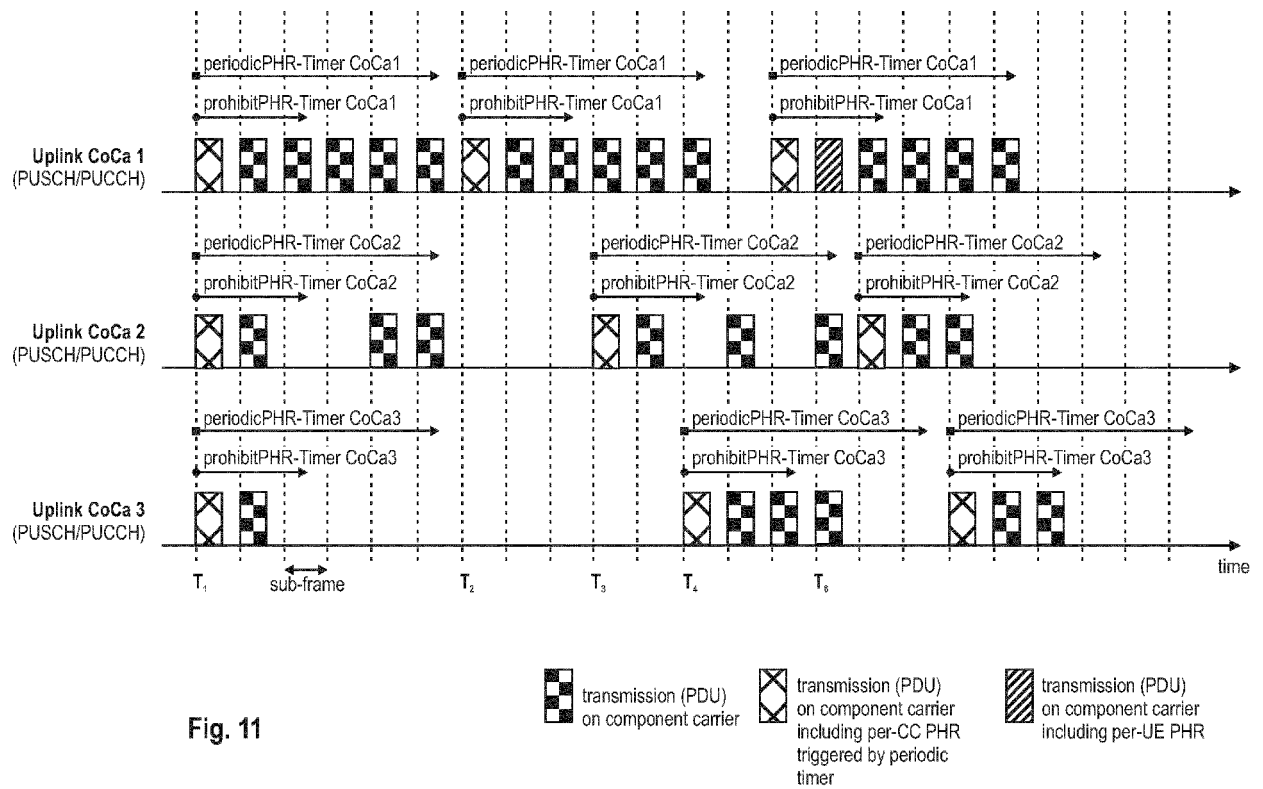 periodicPHR-Timer CoCa1
periodicPHR-Timer CoCa1
periodicPHR-Timer CoCa1
prohibitPHR-Timer CoCa1
prohibitPHR-Timer CoCa1
prohibitPHR-Timer CoCa1
Uplink CoCa 1
(PUSCH/PUCCH)
periodicPHR-Timer CoCa2
periodicPHR-Timer CoCa2
periodicPHR-Timer CoCa2
prohibitPHR-Timer CoCa2
prohibitPHR-Timer CoCa2
prohibitPHR-Timer CoCa2
Uplink CoCa 2
(PUSCH/PUCCH)
periodicPHR-Timer CoCa3
periodicPHR-Timer CoCa3
periodicPHR-Timer CoCa3
prohibitPHR-Timer CoCa3
prohibitPHR-Timer CoCa3
prohibitPHR-Timer CoCa3
Uplink CoCa 3
(PUSCH/PUCCH)
time
T₁
sub-frame
T₂
T₃
T₄
T₆
transmission (PDU)
on component carrier
transmission (PDU)
on component carrier
including per-CC PHR
triggered by periodic
timer
transmission (PDU)
on component carrier
including per-UE PHR
Fig. 11